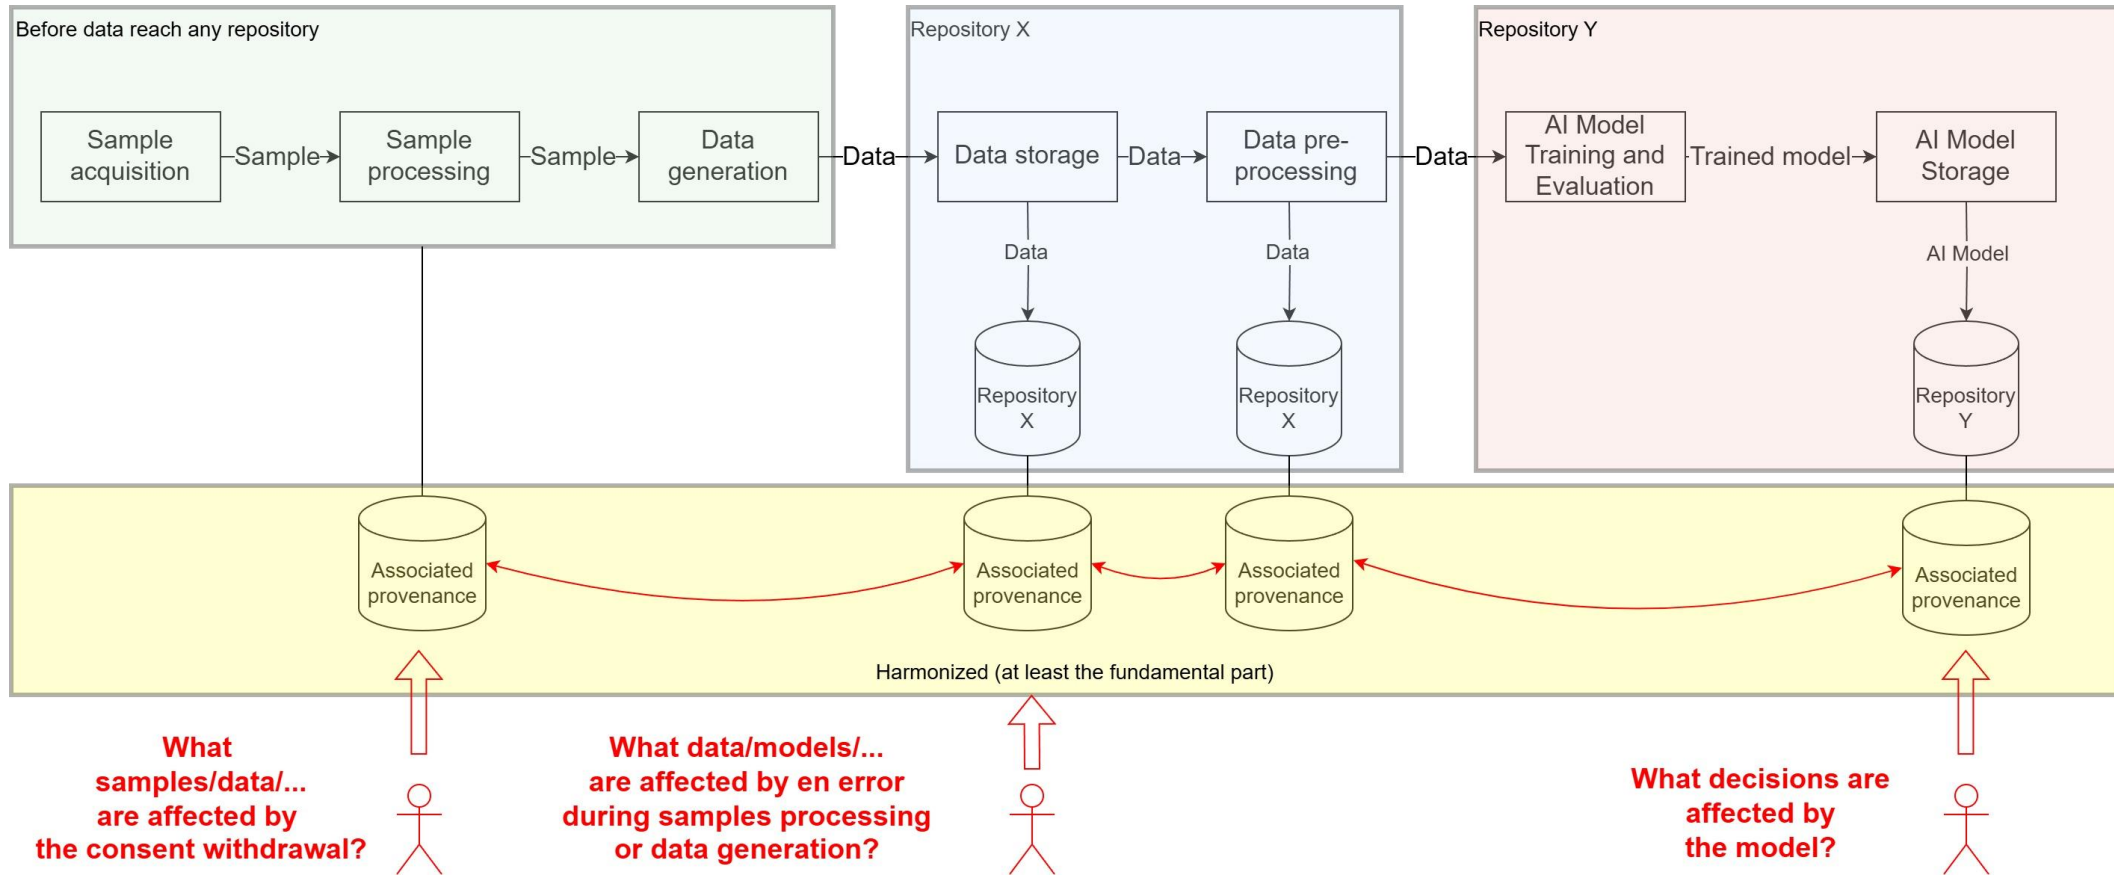 Before data reach any repository
Repository X
Repository Y
Sample
acquisition
Sample
Sample
processing
Sample
Data
generation
Data
Data storage
Data
Data pre-
processing
Data
AI Model
Training and
Evaluation
Trained model
AI Model
Storage
Data
Data
AI Model
Repository
X
Repository
X
Repository
Y
Associated
provenance
Associated
provenance
Associated
provenance
Associated
provenance
Harmonized (at least the fundamental part)
What
samples/data/...
are affected by
the consent withdrawal?
What data/models/...
are affected by en error
during samples processing
or data generation?
What decisions are
affected by
the model?